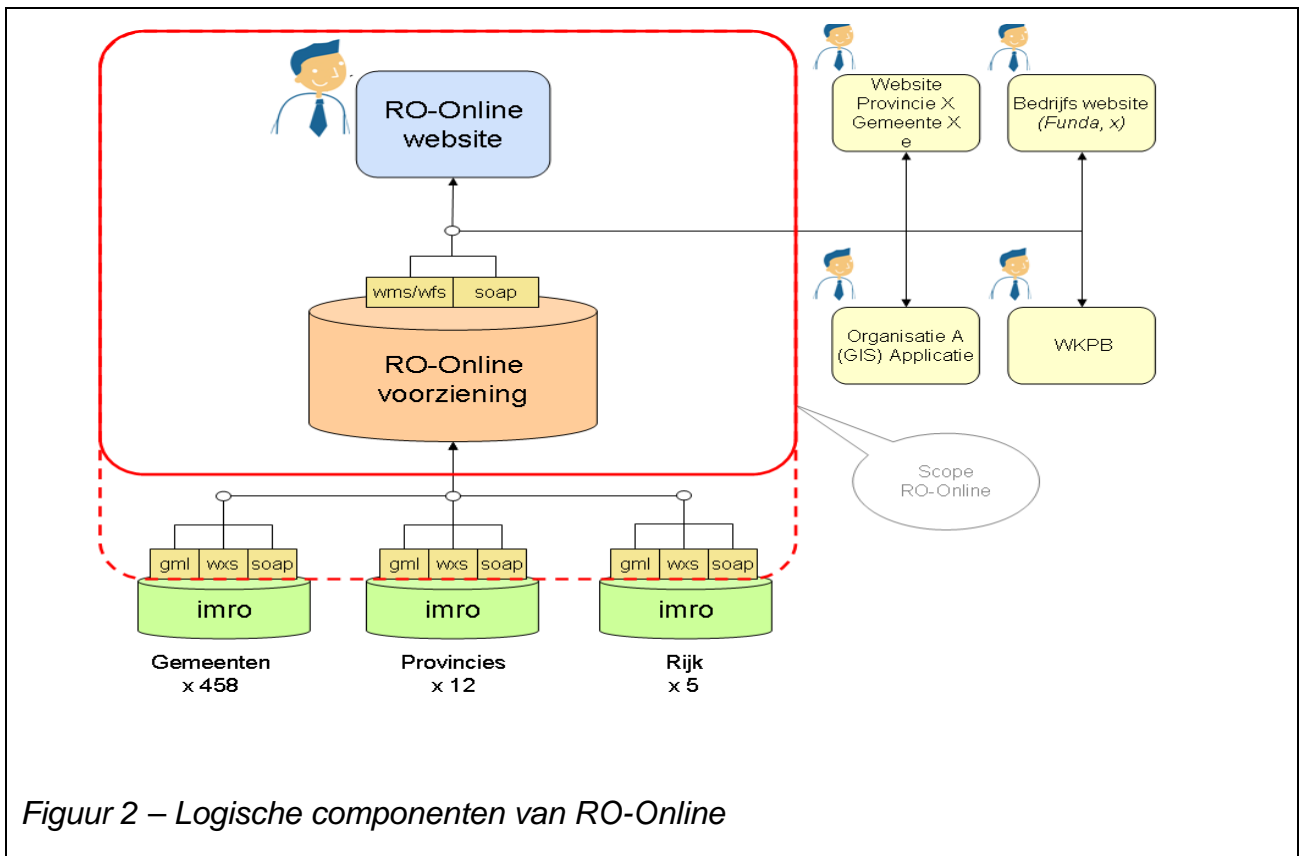 RO-Online
website
Website
Provincie X
Gemeente X
e
Bedrijfs website
(Funda, x)
wms/wfs
soap
RO-Online
voorziening
Organisatie A
(GIS) Applicatie
WKPB
Scope
RO-Online
gml
wxs
soap
gml
wxs
soap
gml
wxs
soap
imro
imro
imro
Gemeenten
x 458
Provincies
x 12
Rijk
x 5
Figuur 2 – Logische componenten van RO-Online